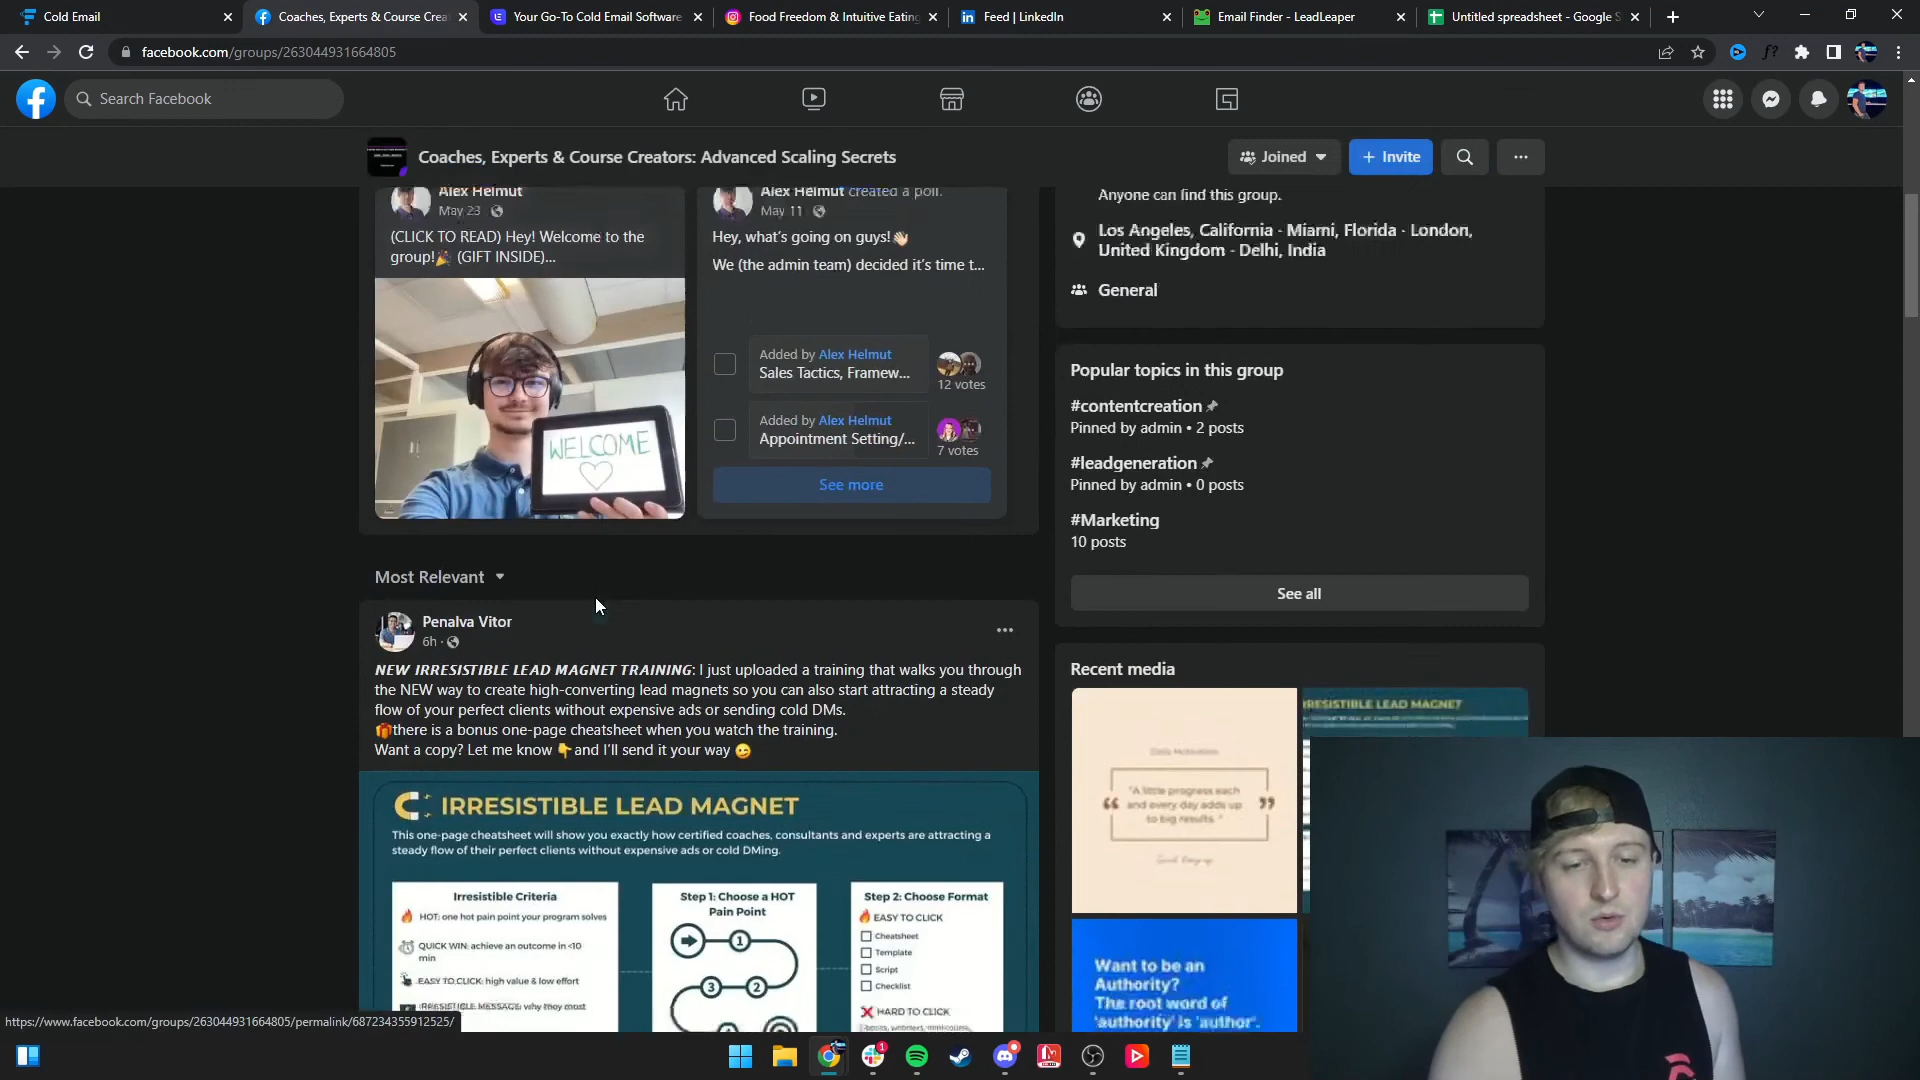 Cold Email
Coaches, Experts & Course Crea
Your Go-To Cold Email Software
Food Freedom & Intuitive Eating
Feed | LinkedIn
Email Finder - LeadLeaper
Untitled spreadsheet - Google S
facebook.com/groups/263044931664805
Search Facebook
Coaches, Experts & Course Creators: Advanced Scaling Secrets
Joined
+ Invite
Alex Helmut
May 23
(CLICK TO READ) Hey! Welcome to the
group!🎉 (GIFT INSIDE)...
WELCOME
Alex Helmut created a poll.
May 11
Hey, what's going on guys!👋🏻
We (the admin team) decided it's time t...
Added by Alex Helmut
Sales Tactics, Framew...
12 votes
Added by Alex Helmut
Appointment Setting/...
7 votes
See more
Anyone can find this group.
Los Angeles, California - Miami, Florida - London,
United Kingdom - Delhi, India
General
Popular topics in this group
#contentcreation
Pinned by admin • 2 posts
#leadgeneration
Pinned by admin • 0 posts
#Marketing
10 posts
See all
Most Relevant
Penalva Vitor
6h ·
NEW IRRESISTIBLE LEAD MAGNET TRAINING: I just uploaded a training that walks you through
the NEW way to create high-converting lead magnets so you can also start attracting a steady
flow of your perfect clients without expensive ads or sending cold DMs.
🎁there is a bonus one-page cheatsheet when you watch the training.
Want a copy? Let me know 👇and I'll send it your way 😉
IRRESISTIBLE LEAD MAGNET
This one-page cheatsheet will show you exactly how certified coaches, consultants and experts are attracting a
steady flow of their perfect clients without expensive ads or cold DMing.
Irresistible Criteria
HOT: one hot pain point your program solves
QUICK WIN: achieve an outcome in <10
min
EASY TO CLICK: high value & low effort
IRRESISTIBLE MESSAGE: why they must
Step 1: Choose a HOT
Pain Point
1
3
2
Step 2: Choose Format
EASY TO CLICK
Cheatsheet
Template
Script
Checklist
HARD TO CLICK
Recent media
Daily Motivation
"A little progress each
and every day adds up
to big results."
RRESISTIBLE LEAD MAGNET
Want to be an
Authority?
The root word of
'authority' is 'author'.
https://www.facebook.com/groups/263044931664805/permalink/687234355912525/
1